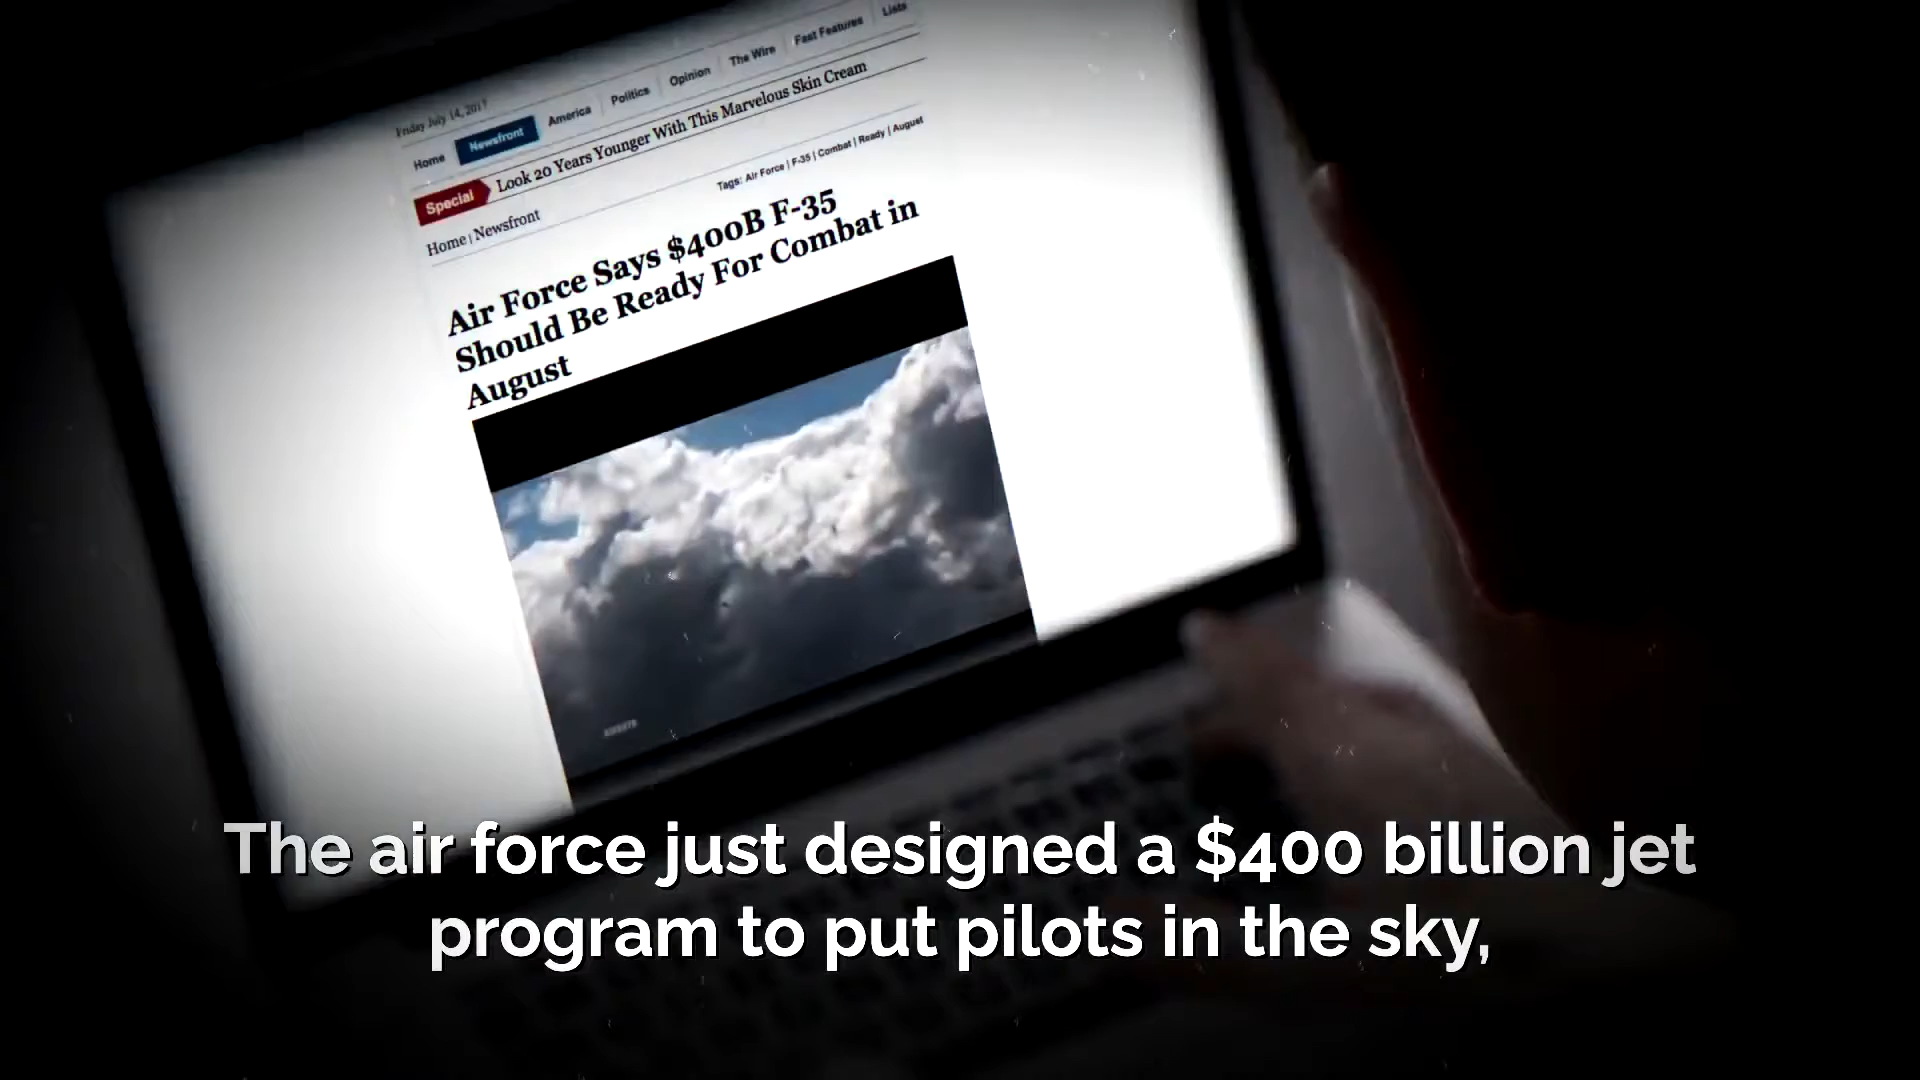 Friday July 14, 2017
Home Newsfront America Politics Opinion The Wire Fast Features Lists
Special Look 20 Years Younger With This Marvelous Skin Cream
Tags: Air Force | F-35 | Combat | Ready | August
Home | Newsfront
Air Force Says $400B F-35
Should Be Ready For Combat in
August
The air force just designed a $400 billion jet
program to put pilots in the sky,